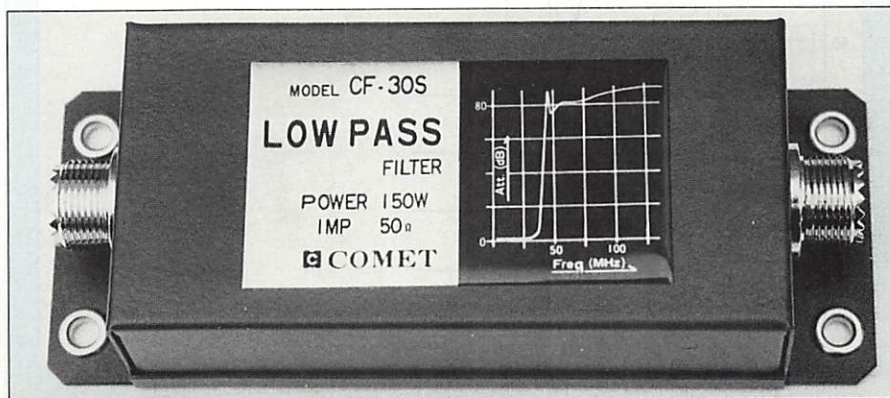 MODEL CF-30S
LOW PASS
FILTER
POWER 150W
IMP 50Ω
C COMET
80
Att. (dB)
0
50 100
Freq (MHz)